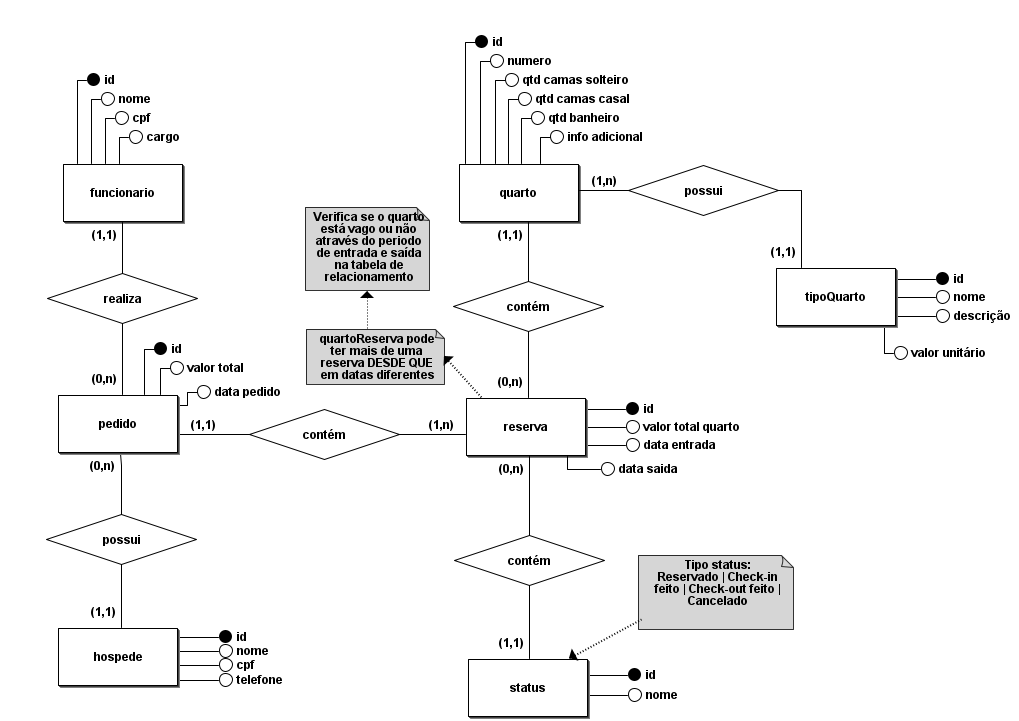 id
numero
qtd camas solteiro
qtd camas casal
qtd banheiro
info adicional
id
nome
cpf
cargo
funcionario
quarto
(1,n)
possui
(1,1)
(1,1)
(1,1)
Verifica se o quarto
está vago ou não
através do periodo
de entrada e saída
na tabela de
relacionamento
realiza
contém
tipoQuarto
id
nome
descrição
valor unitário
quartoReserva pode
ter mais de uma
reserva DESDE QUE
em datas diferentes
id
valor total
data pedido
(0,n)
(0,n)
pedido
(1,1)
contém
(1,n)
reserva
id
valor total quarto
data entrada
data saida
(0,n)
(0,n)
possui
contém
Tipo status:
Reservado | Check-in
feito | Check-out feito |
Cancelado
(1,1)
(1,1)
hospede
id
nome
cpf
telefone
status
id
nome